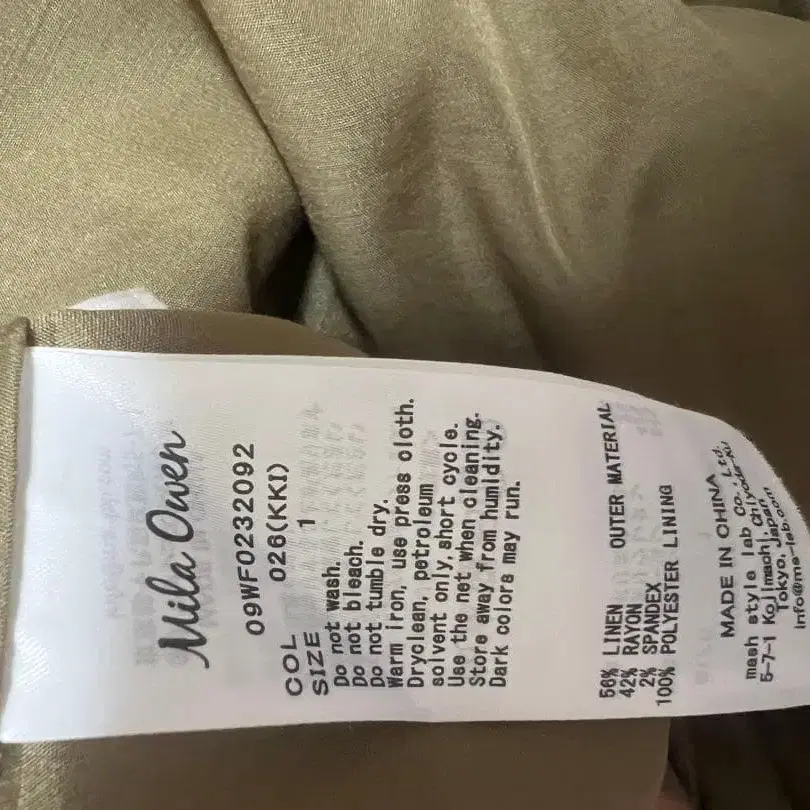 Mila Owen
09WFO232092
COL 026(KKI)
SIZE 1
Do not wash.
Do not bleach.
Do not tumble dry.
Warm iron, use press cloth.
Dryclean, petroleum
solvent only, short cycle.
Use the net when cleaning.
Store away from humidity.
Dark colors may run.
56% LINEN OUTER MATERIAL
42% RAYON
2% SPANDEX
100% POLYESTER LINING
MADE IN CHINA
mash style lab Co., Ltd.
5-7-1 Kojimachi, Chiyoda-Ku
Tokyo, Japan
info@ms-lab.com